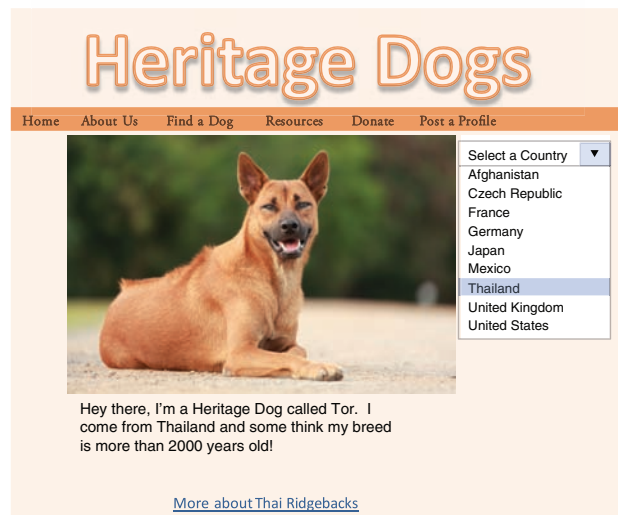 Heritage Dogs
Home About Us Find a Dog Resources Donate Post a Profile
Select a Country ▼
Afghanistan
Czech Republic
France
Germany
Japan
Mexico
Thailand
United Kingdom
United States
Hey there, I'm a Heritage Dog called Tor. I
come from Thailand and some think my breed
is more than 2000 years old!
More about Thai Ridgebacks